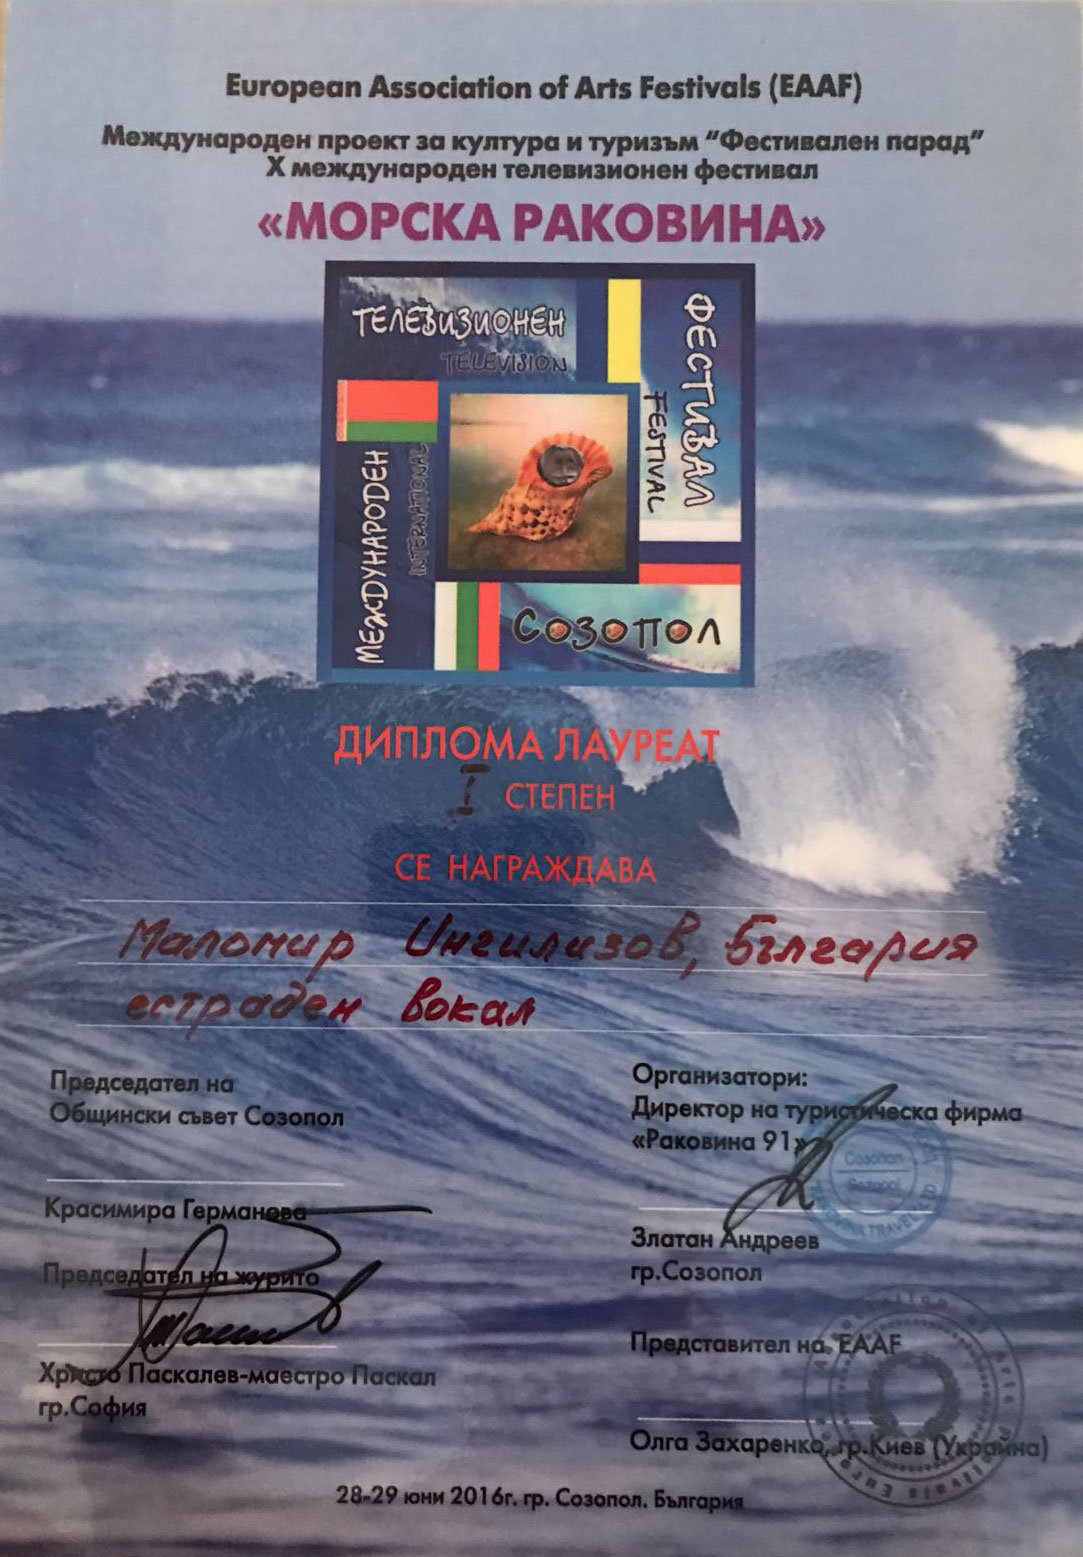 European Association of Arts Festivals (EAAF)
Международен проект за култура и туризъм “Фестивален парад”
X международен телевизионен фестивал
«МОРСКА РАКОВИНА»
ТЕЛЕВИЗИОНЕН
TELEVISION
ФЕСТИВАЛ
FESTIVAL
МЕЖДУНАРОДЕН
INTERNATIONAL
СОЗОПОЛ
ДИПЛОМА ЛАУРЕАТ
I СТЕПЕН
СЕ НАГРАЖДАВА
Маломир Ингилизов, България
естраден вокал
Председател на
Общински съвет Созопол
Красимира Германова
Председател на журито
Христо Паскалев-маестро Паскал
гр.София
Организатори:
Директор на туристическа фирма
«Раковина 91»
Созопол
Sozopol
Златан Андреев
гр.Созопол
Представител на EAAF
Олга Захаренко, гр.Киев (Украйна)
28-29 юни 2016г. гр. Созопол, България